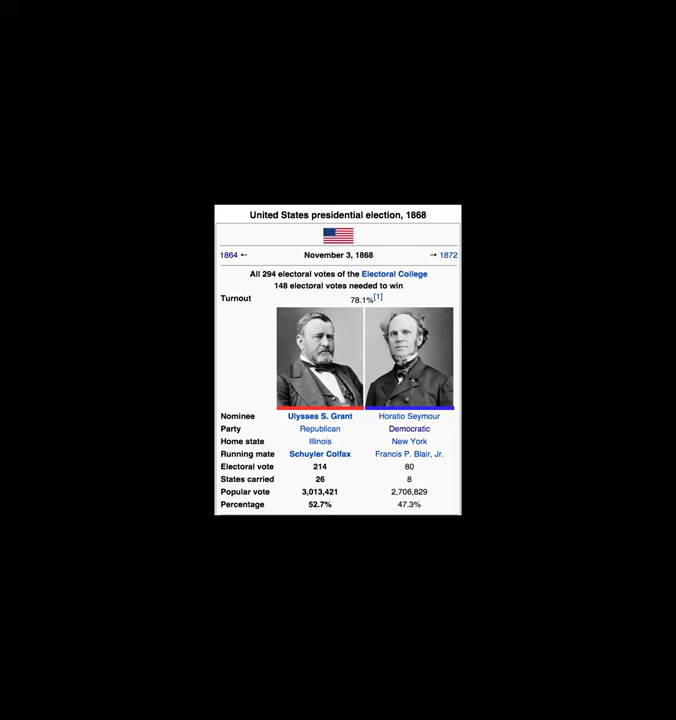 United States presidential election, 1868
1864 ← November 3, 1868 → 1872
All 294 electoral votes of the Electoral College
148 electoral votes needed to win
Turnout 78.1%[1]
Nominee Ulysses S. Grant Horatio Seymour
Party Republican Democratic
Home state Illinois New York
Running mate Schuyler Colfax Francis P. Blair, Jr.
Electoral vote 214 80
States carried 26 8
Popular vote 3,013,421 2,706,829
Percentage 52.7% 47.3%